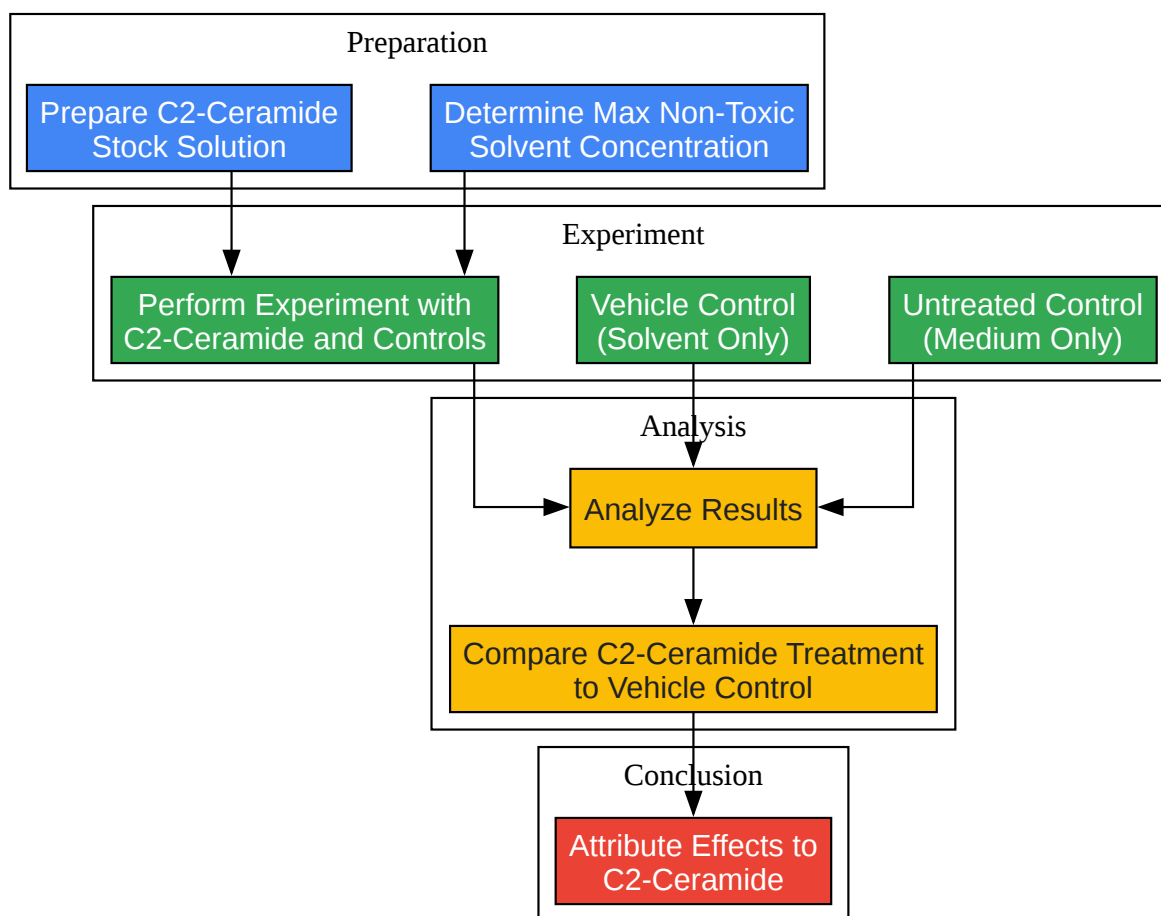 Preparation
Prepare C2-Ceramide
Stock Solution
Determine Max Non-Toxic
Solvent Concentration
Experiment
Perform Experiment with
C2-Ceramide and Controls
Vehicle Control
(Solvent Only)
Untreated Control
(Medium Only)
Analysis
Analyze Results
Compare C2-Ceramide Treatment
to Vehicle Control
Conclusion
Attribute Effects to
C2-Ceramide